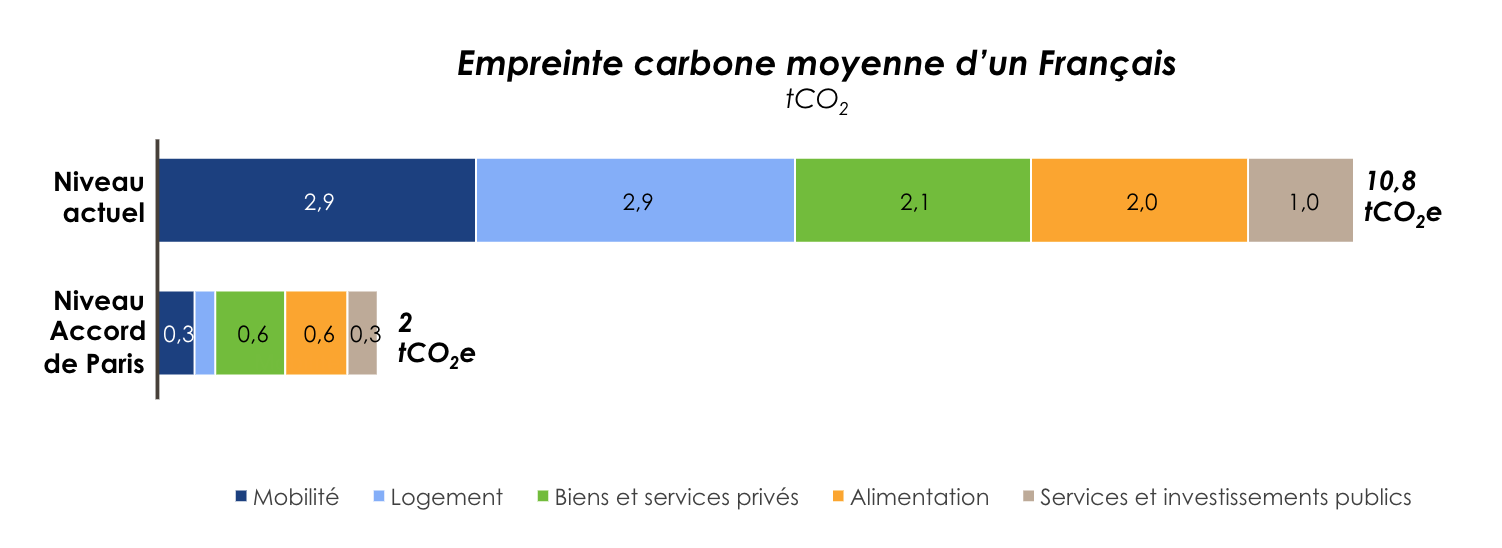 Empreinte carbone moyenne d’un Français
tCO₂
Niveau
actuel
2,9
2,9
2,1
2,0
1,0
10,8
tCO₂e
Niveau
Accord
de Paris
0,3
0,6
0,6
0,3
2
tCO₂e
Mobilité
Logement
Biens et services privés
Alimentation
Services et investissements publics